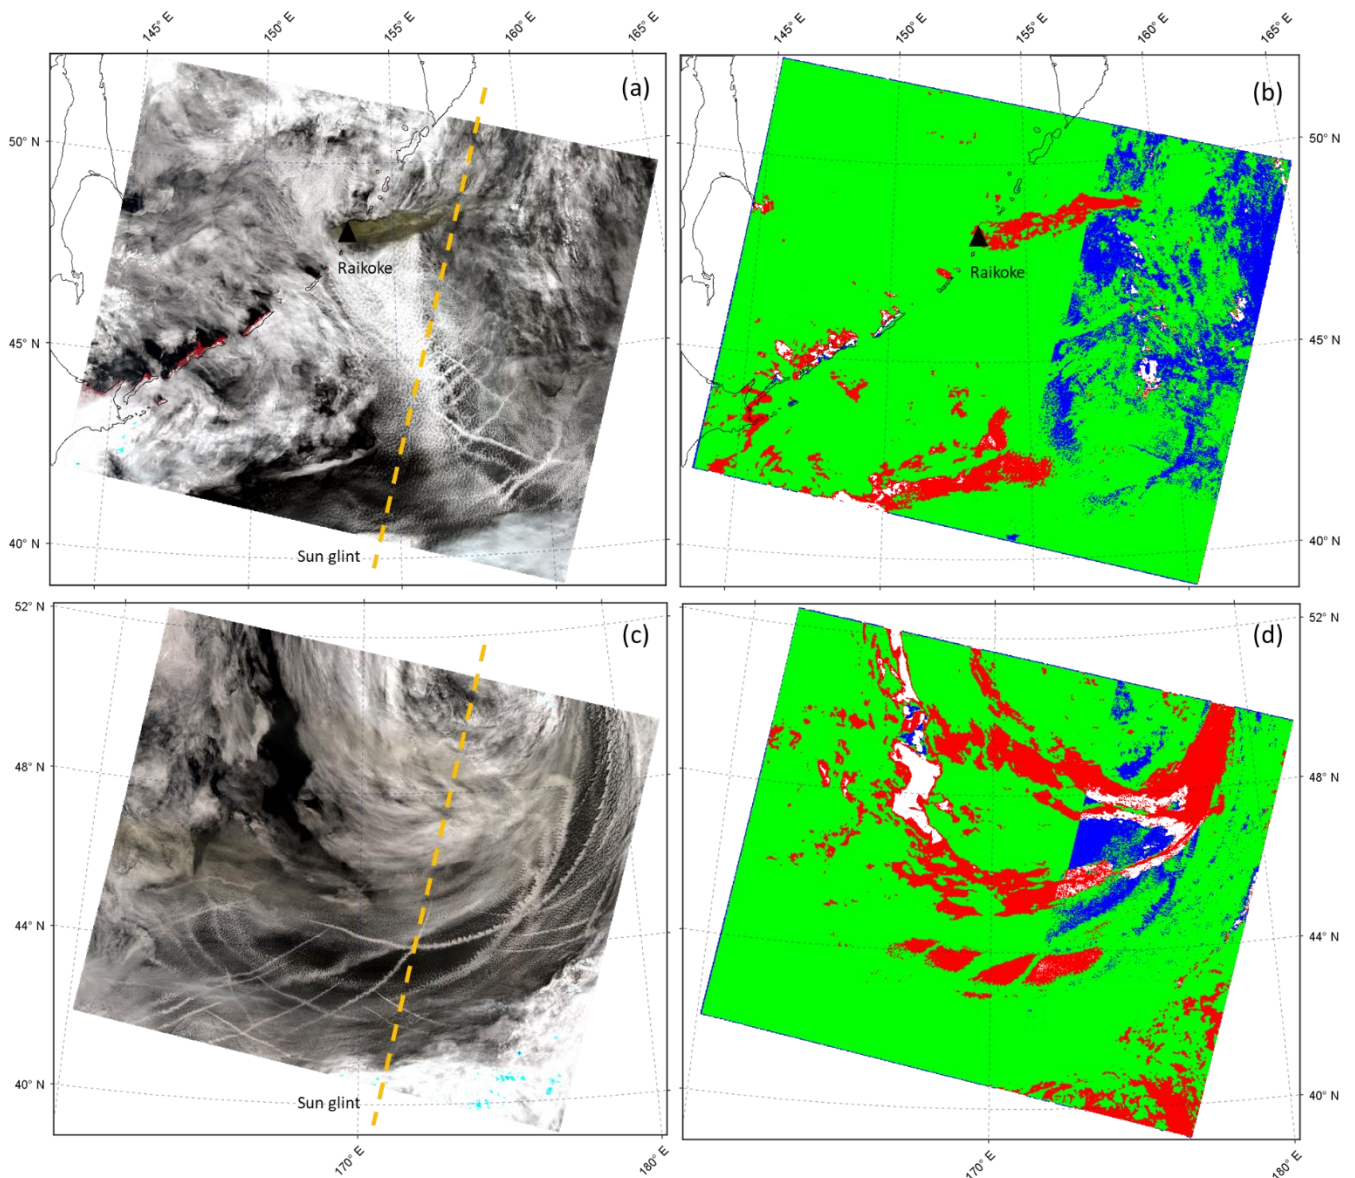 145° E 150° E 155° E 160° E 165° E 145° E 150° E 155° E 160° E 165° E
(a) (b)
50° N 50° N
Raikoke Raikoke
45° N 45° N
40° N 40° N
Sun glint
52° N 52° N
(c) (d)
48° N 48° N
44° N 44° N
40° N 40° N
Sun glint
170° E 180° E 170° E 180° E